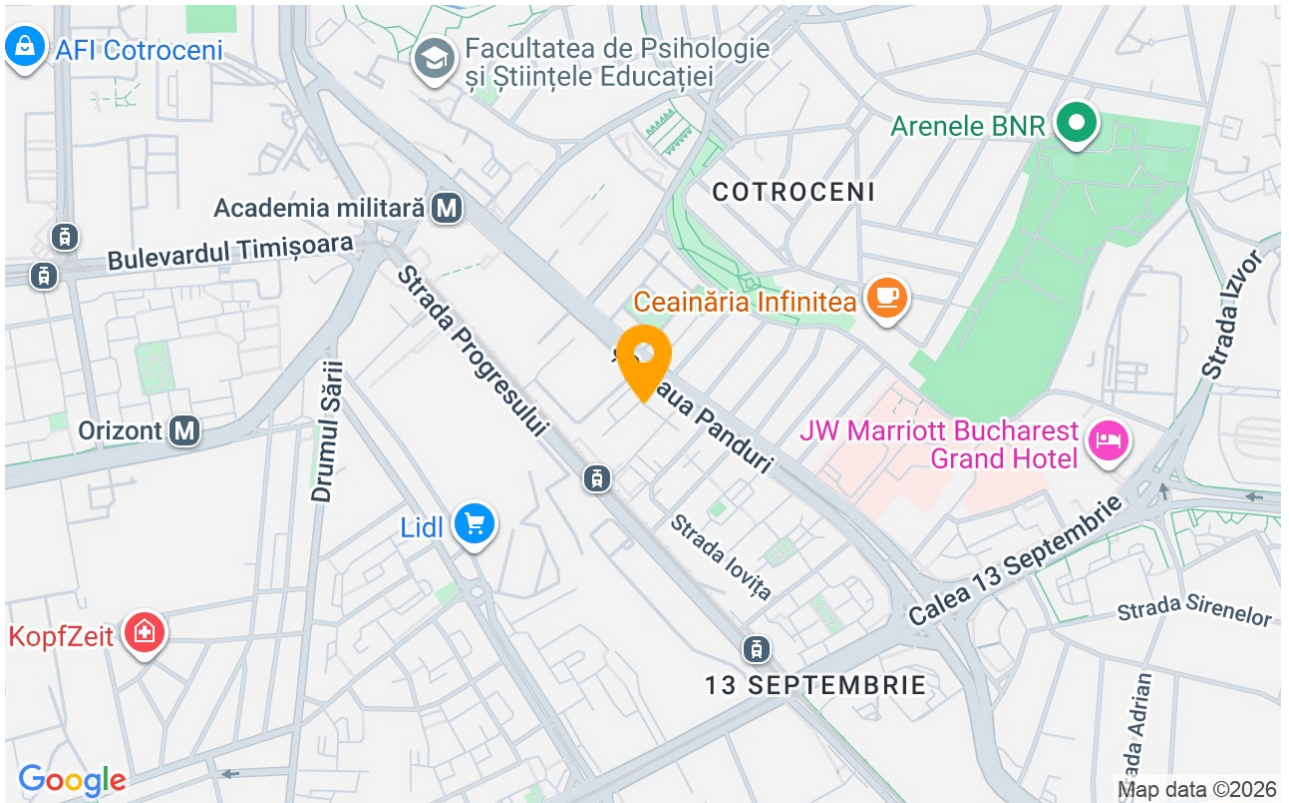 AFI Cotroceni
Facultatea de Psihologie
și Științele Educației
Arenele BNR
COTROCENI
Academia militară M
Bulevardul Timișoara
Strada Izvor
Ceainăria Infinitea
Strada Progresului
Panduri
Drumul Sării
Orizont M
JW Marriott Bucharest
Grand Hotel
Lidl
Strada Iovița
Calea 13 Septembrie
Strada Sirenelor
KopfZeit
13 SEPTEMBRIE
Adrian
Google
Map data ©2026